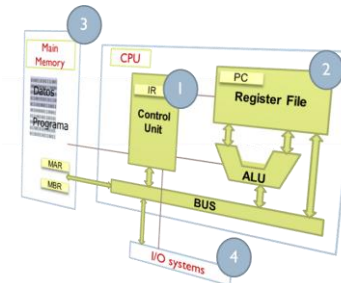 3
Main
Memory
Datos
Programa
MAR
MBR
CPU
1
IR
Control
Unit
2
PC
Register File
ALU
BUS
4
I/O systems